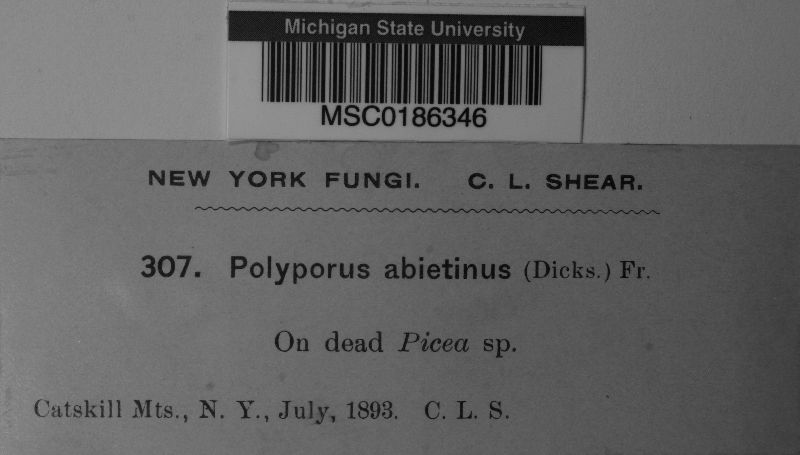 Michigan State University
MSC0186346
NEW YORK FUNGI. C. L. SHEAR.
307. Polyporus abietinus (Dicks.) Fr.
On dead Picea sp.
Catskill Mts., N. Y., July, 1893. C. L. S.